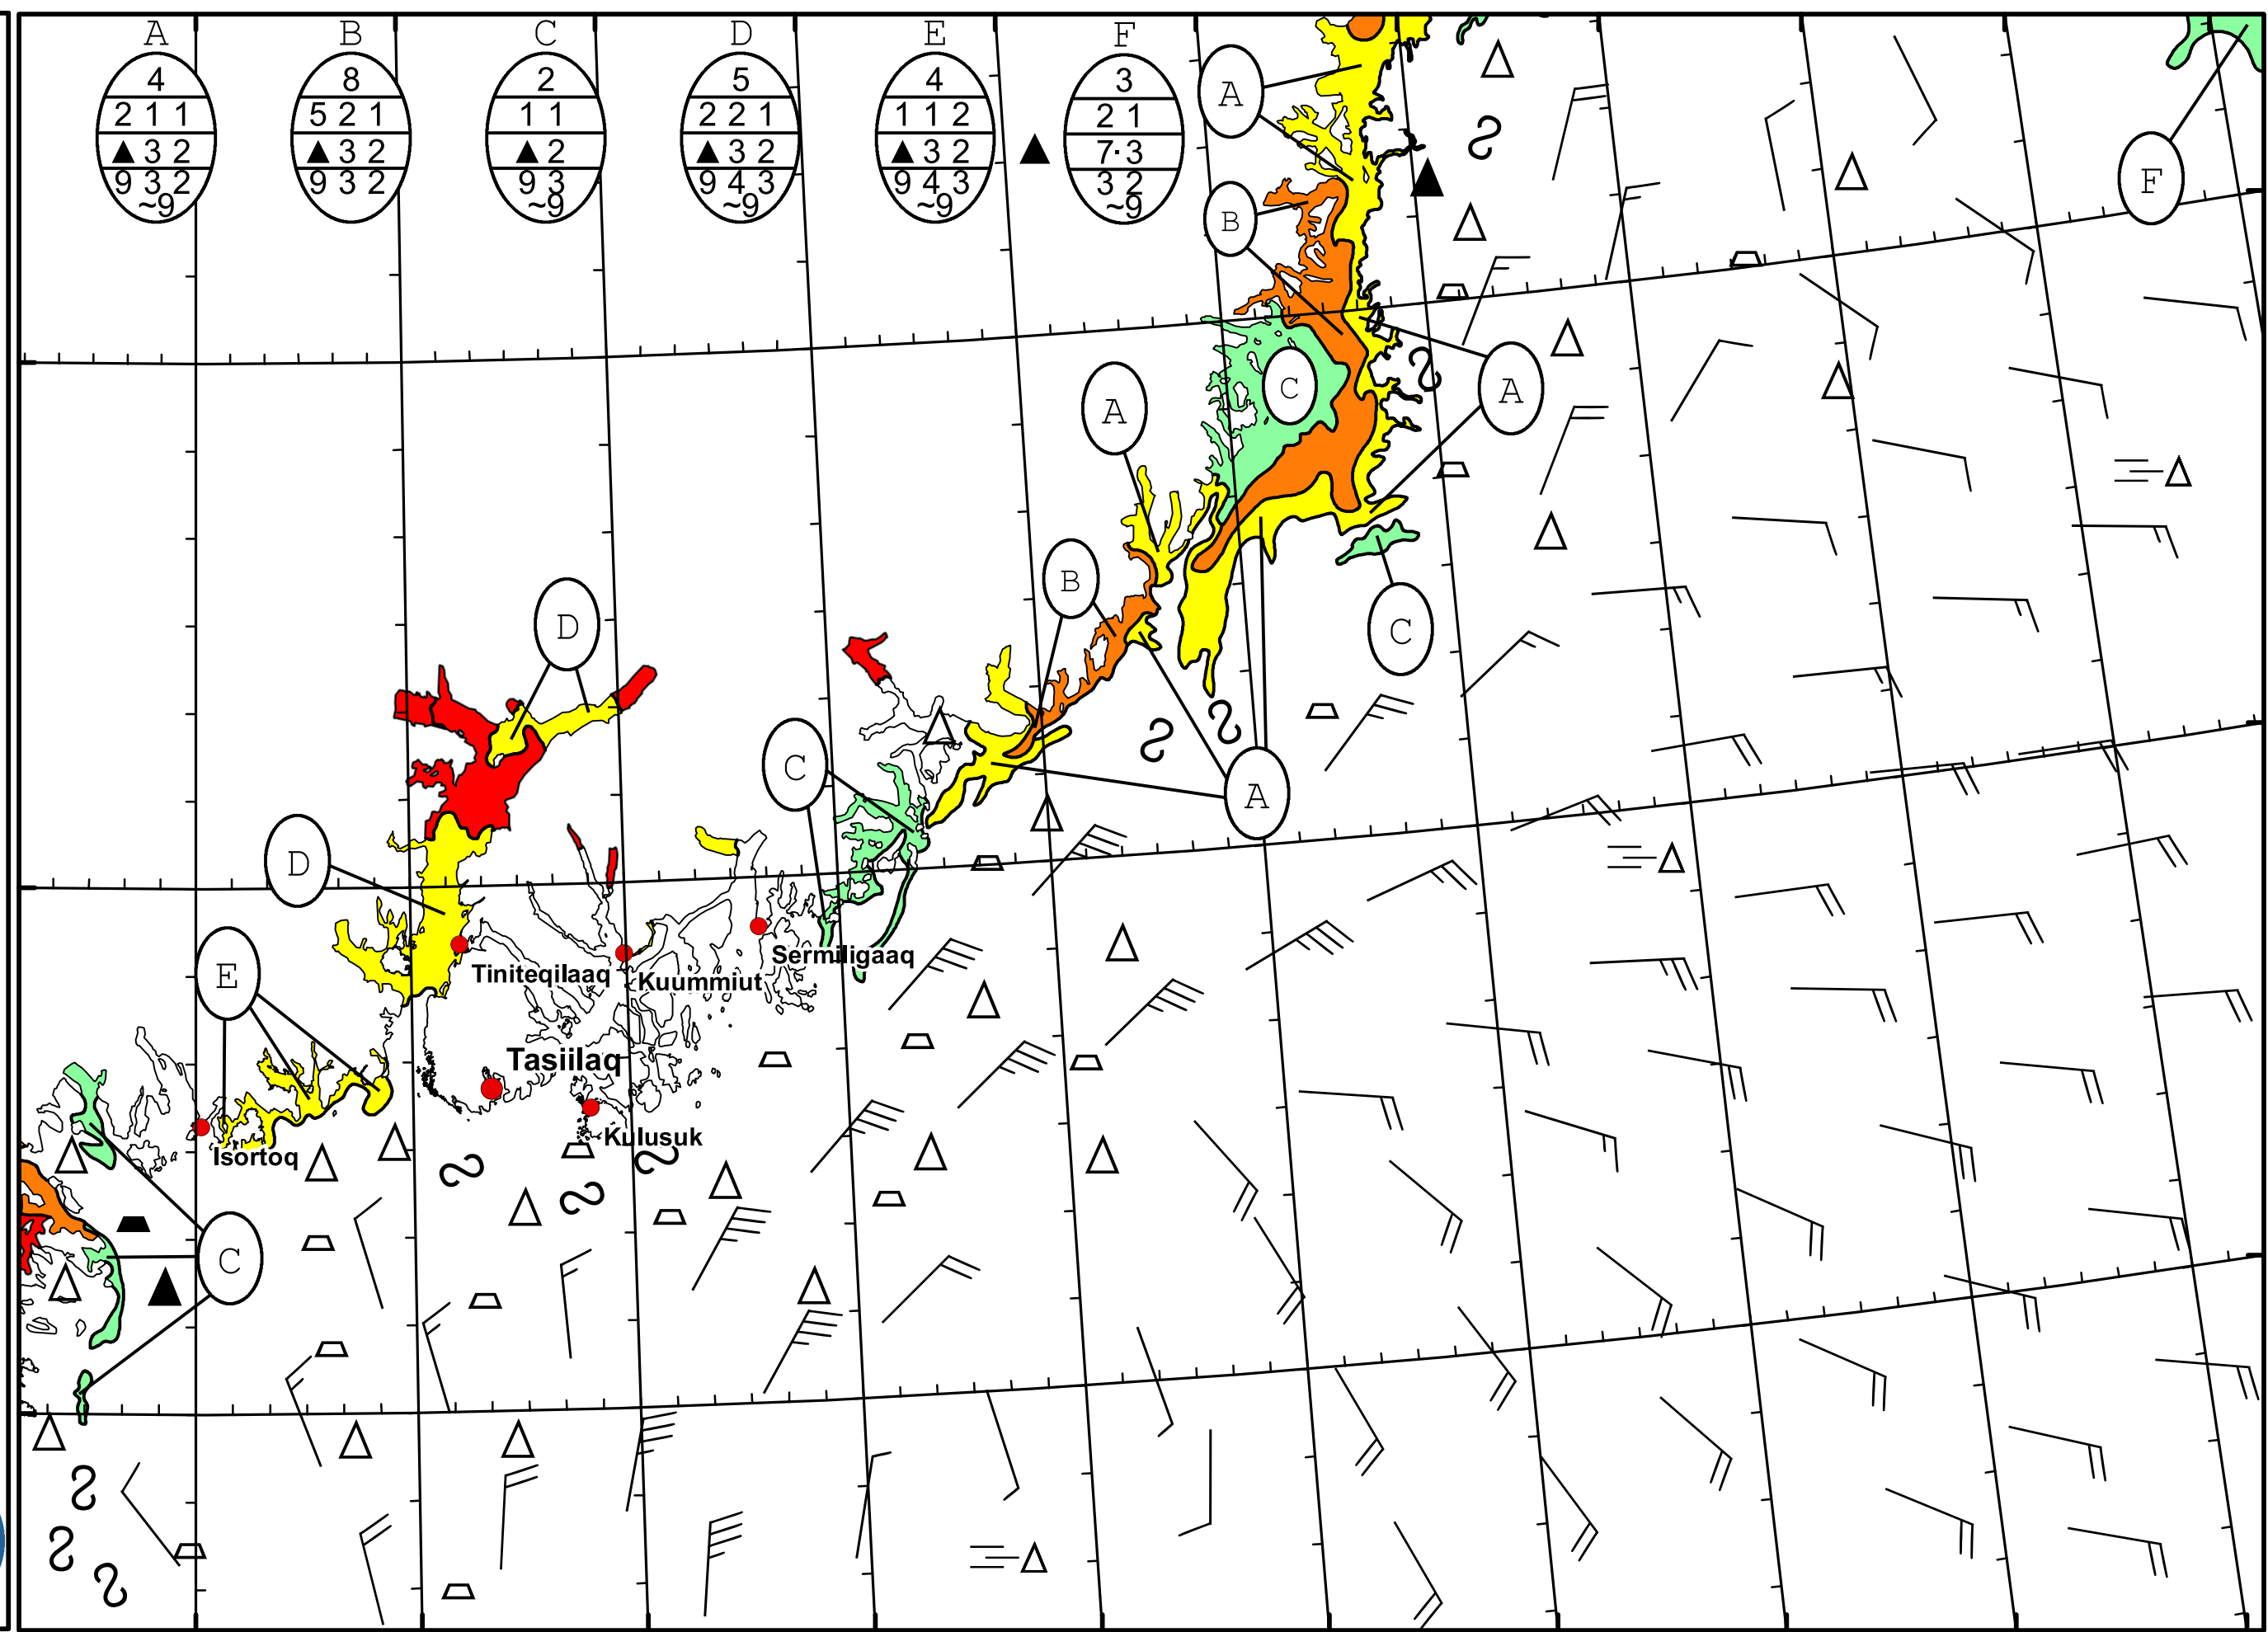 A B C D E F
4 8 2 5 4 3
2 1 1 5 2 1 1 1 2 2 1 1 1 2 2 1
▲ 3 2 ▲ 3 2 ▲ 2 ▲ 3 2 ▲ 3 2 ▲ 7· 3
9 3 2 9 3 2 9 3 9 4 3 9 4 3 3 2
~9 ~9 ~9 ~9 ~9
A
F
B
C
A
A
B
D
C
C
A
D
Sermiligaaq
E
Tiniteqilaaq
Kuummiut
Tasiilaq
Kulusuk
Isortoq
C